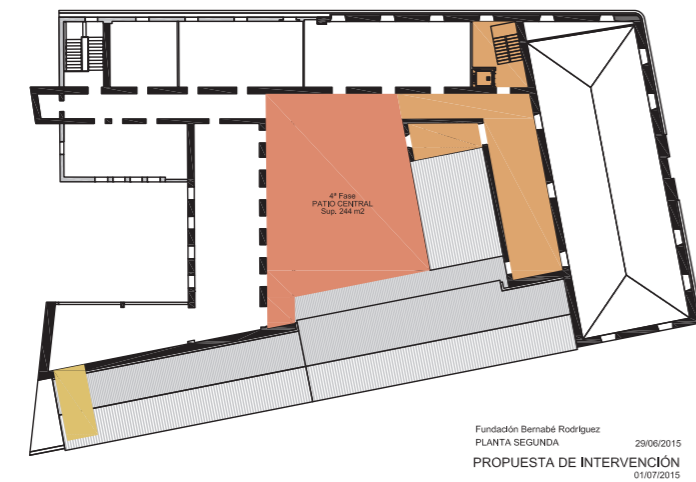 4ª Fase
PATIO CENTRAL
Sup. 244 m2
Fundación Bernabé Rodríguez
PLANTA SEGUNDA 29/06/2015
PROPUESTA DE INTERVENCIÓN
01/07/2015